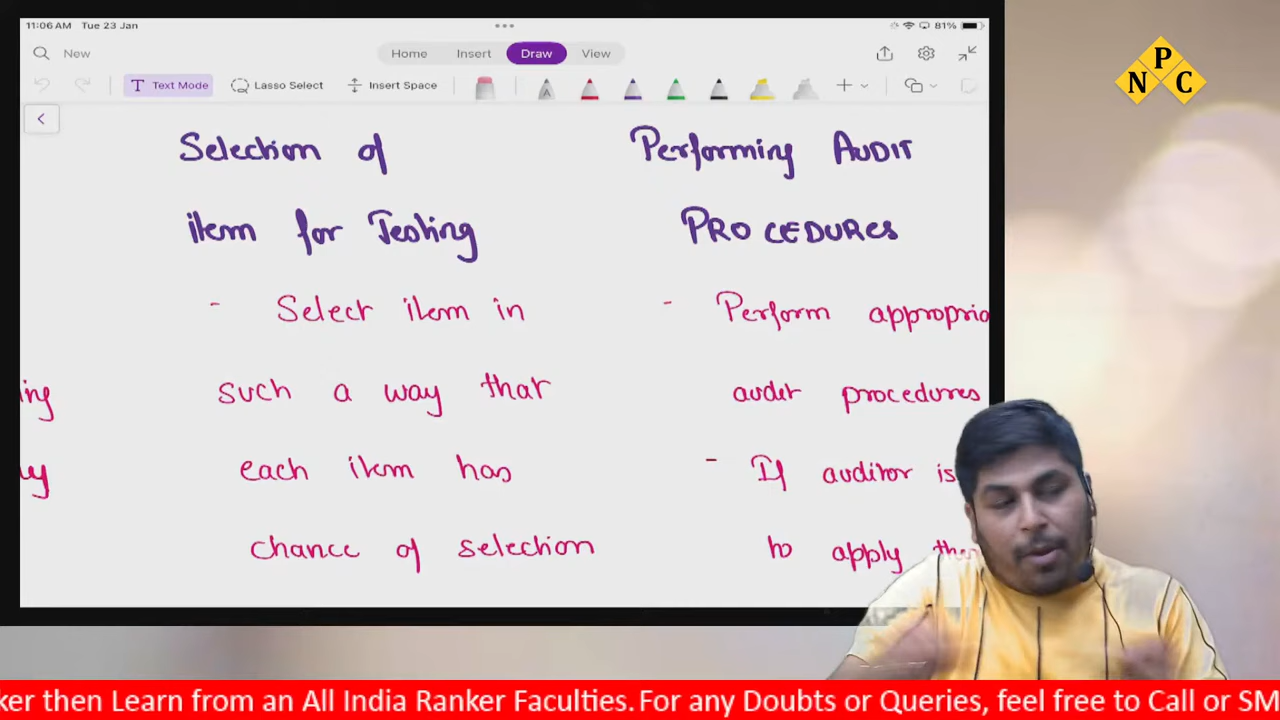 11:06 AM Tue 23 Jan
81%
New
Home Insert Draw View
Text Mode
Lasso Select
Insert Space
N P C
Selection of
item for Testing
- Select item in
such a way that
each item has
chance of selection
Performing AUDIT
PROCEDURES
- Perform appropria
audit procedures
- If auditor is
to apply
ing
ker then Learn from an All India Ranker Faculties. For any Doubts or Queries, feel free to Call or SM